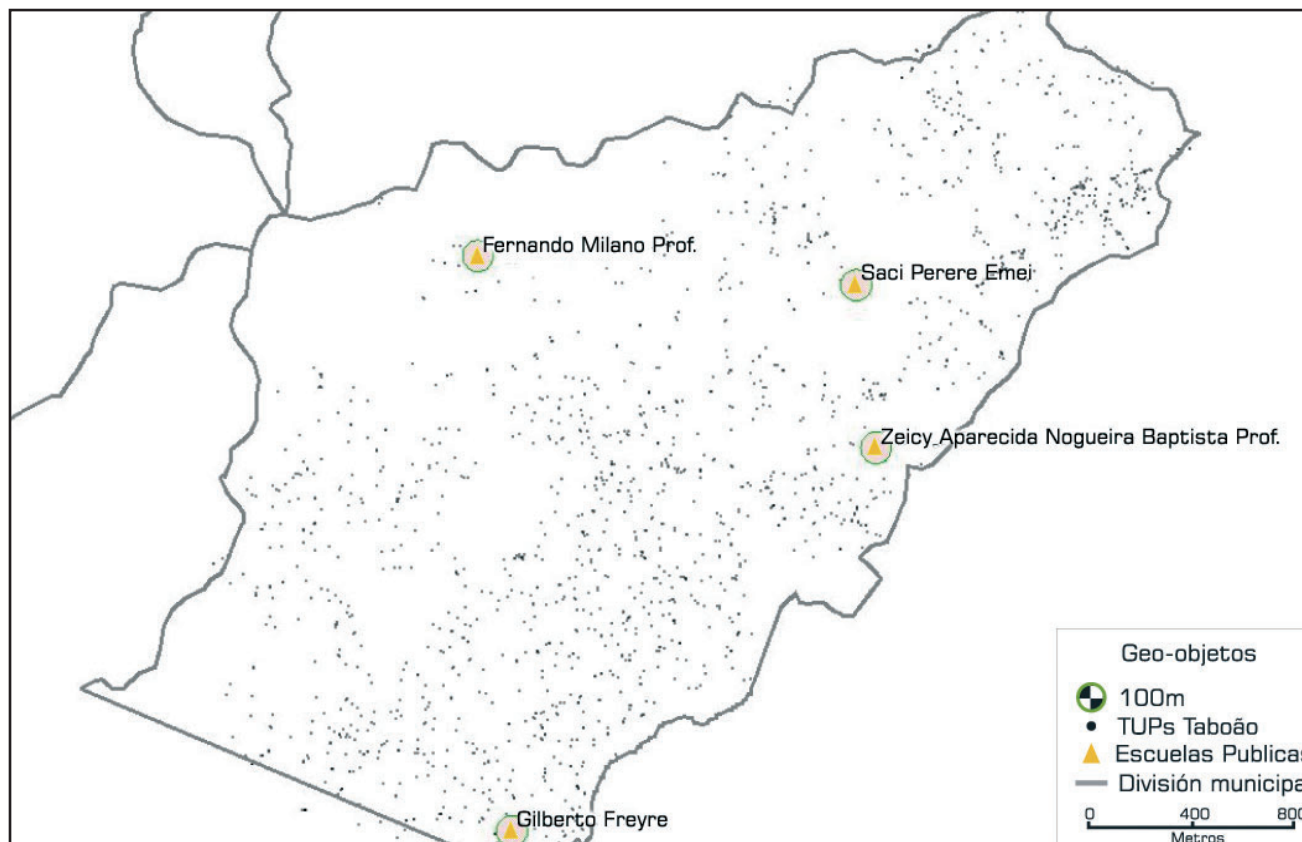 Fernando Milano Prof.
Saci Perere Emei
Zeicy Aparecida Nogueira Baptista Prof.
Gilberto Freyre
Geo-objetos
100m
TUPs Taboão
Escuelas Publicas
División municipa
0 400 800
Metros